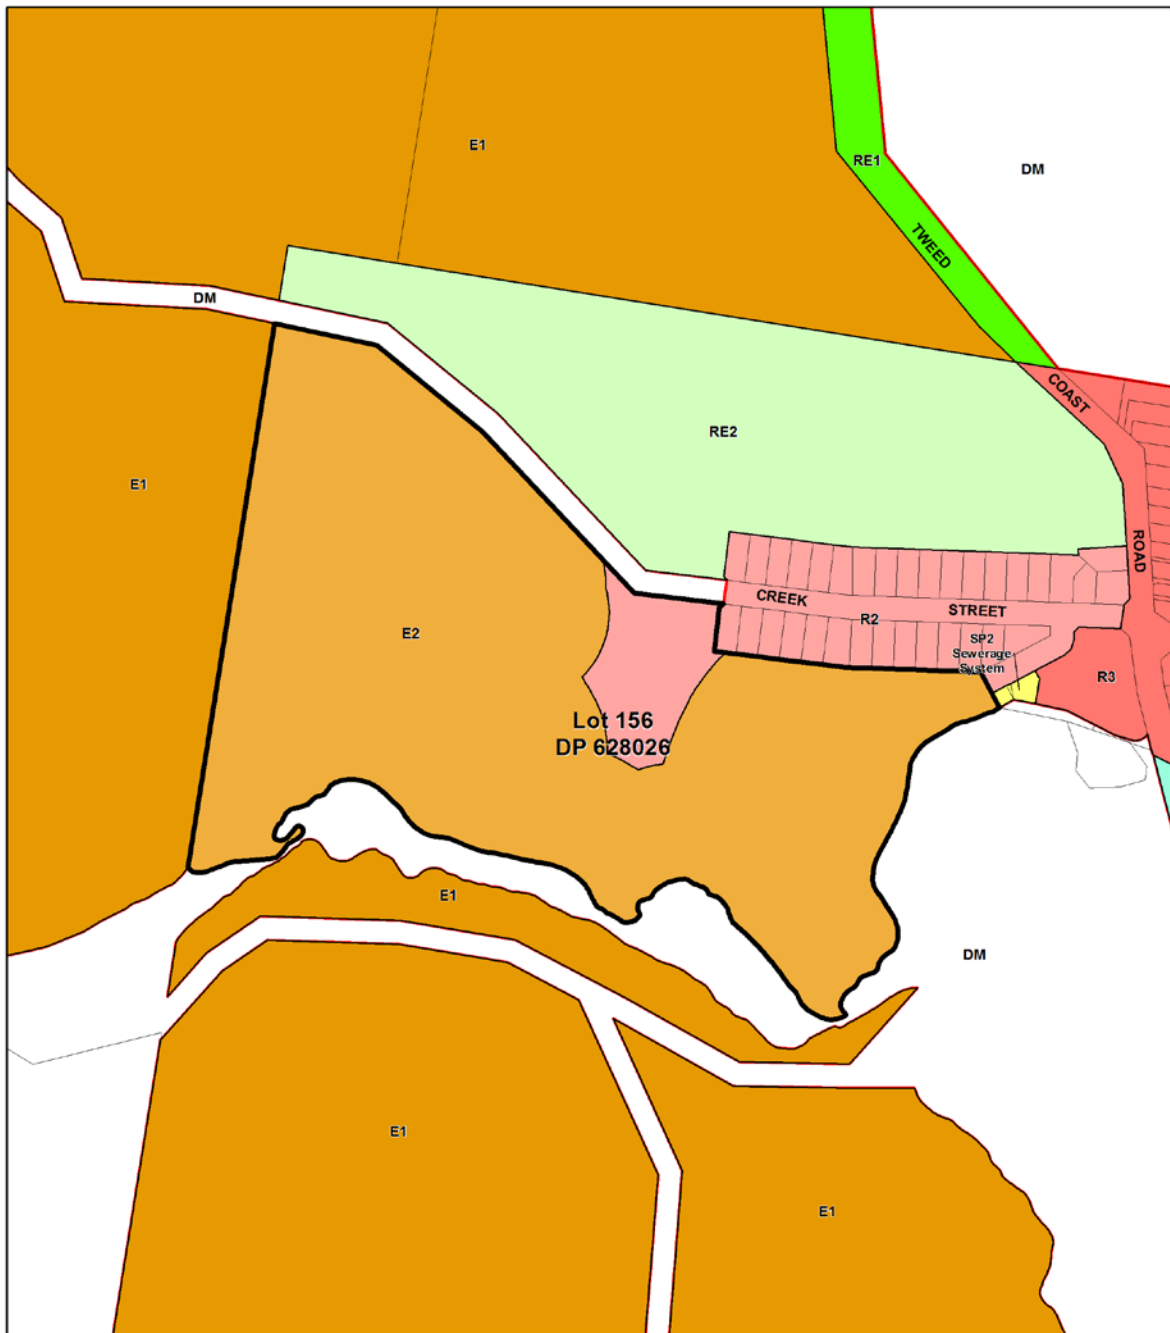 E1
RE1
DM
TWEED
DM
COAST
RE2
E1
ROAD
CREEK
STREET
R2
E2
SP2
Sewerage
System
R3
Lot 156
DP 628026
E1
DM
E1
E1